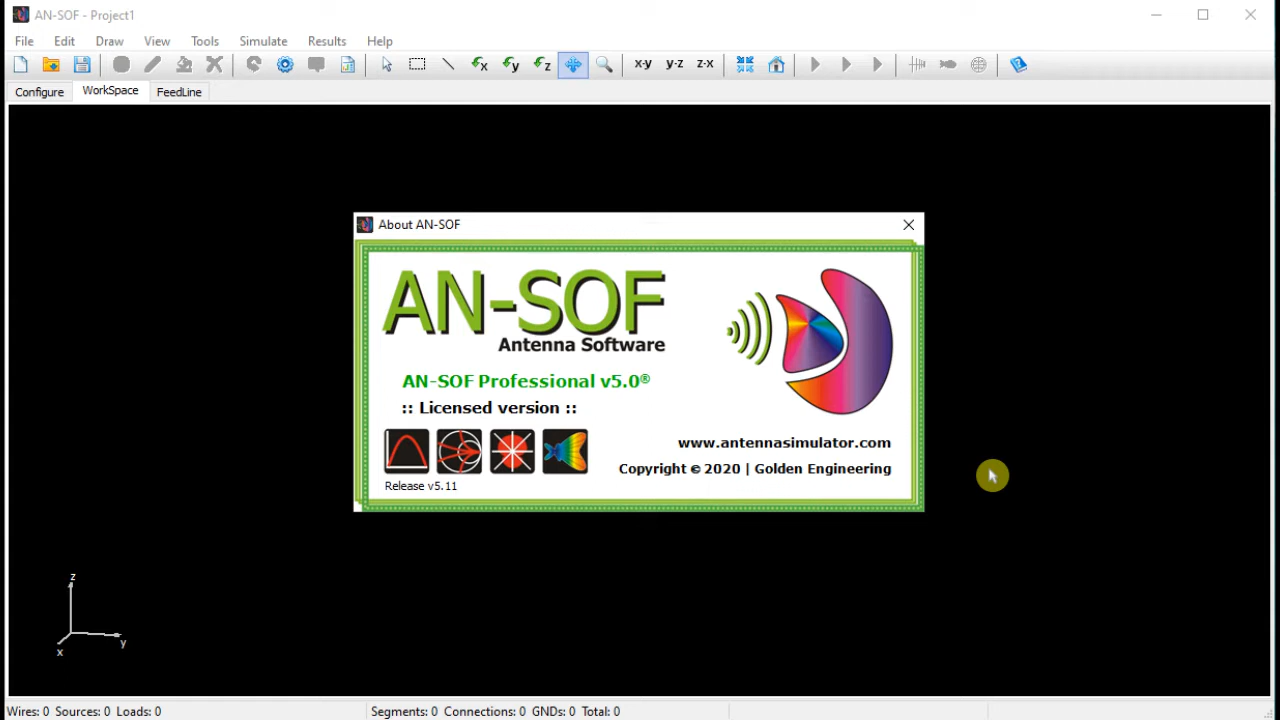 AN-SOF - Project1
File Edit Draw View Tools Simulate Results Help
x y z x-y y-z z-x
Configure WorkSpace FeedLine
About AN-SOF
AN-SOF
Antenna Software
AN-SOF Professional v5.0®
:: Licensed version ::
www.antennasimulator.com
Copyright © 2020 | Golden Engineering
Release v5.11
z
y
x
Wires: 0 Sources: 0 Loads: 0 Segments: 0 Connections: 0 GNDs: 0 Total: 0